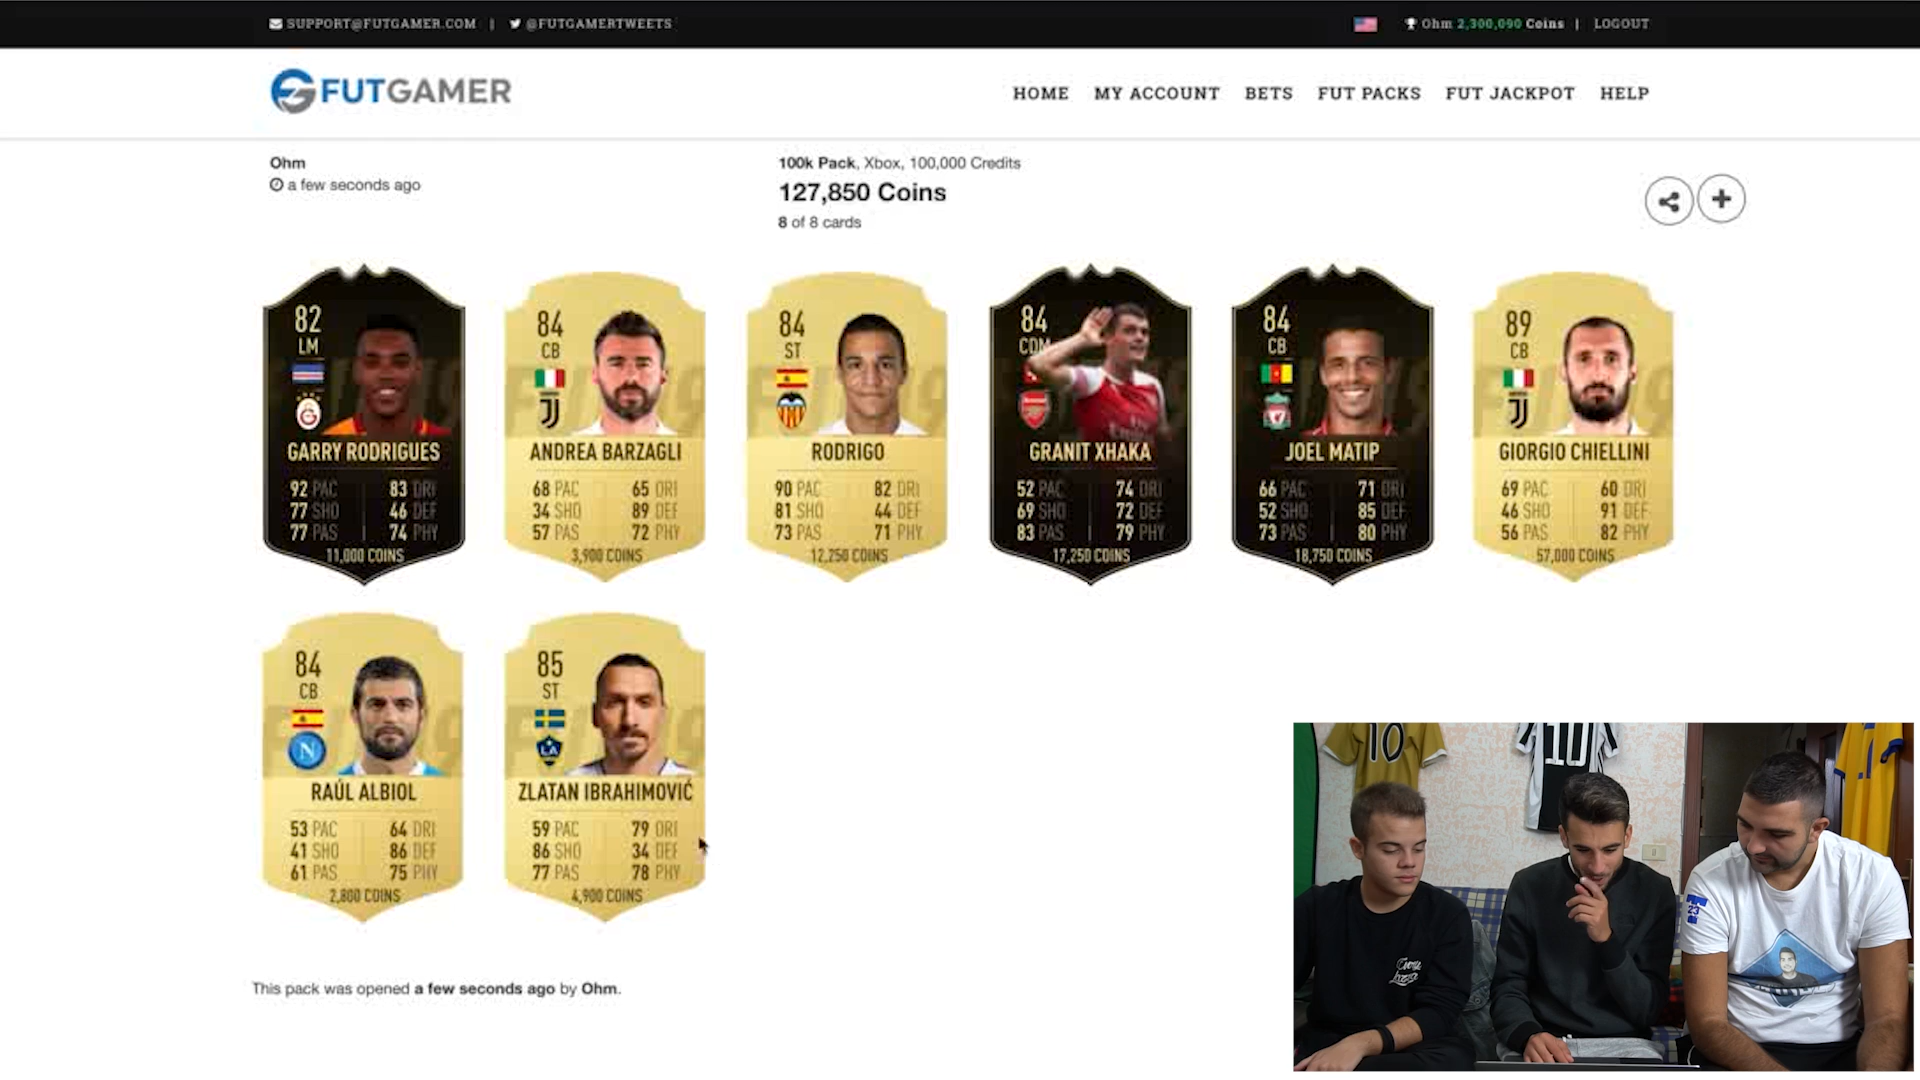 SUPPORT@FUTGAMER.COM | @FUTGAMERTWEETS
Ohm 2,300,090 Coins | LOGOUT
FUTGAMER
HOME MY ACCOUNT BETS FUT PACKS FUT JACKPOT HELP
Ohm
a few seconds ago
100k Pack, Xbox, 100,000 Credits
127,850 Coins
8 of 8 cards
82
LM
GARRY RODRIGUES
92 PAC 83 DRI
77 SHO 46 DEF
77 PAS 74 PHY
11,000 COINS
84
CB
ANDREA BARZAGLI
68 PAC 65 DRI
34 SHO 89 DEF
57 PAS 72 PHY
3,900 COINS
84
ST
RODRIGO
90 PAC 82 DRI
81 SHO 44 DEF
73 PAS 71 PHY
12,250 COINS
84
CDM
GRANIT XHAKA
52 PAC 74 DRI
69 SHO 72 DEF
83 PAS 79 PHY
17,250 COINS
84
CB
JOEL MATIP
66 PAC 71 DRI
52 SHO 85 DEF
73 PAS 80 PHY
18,750 COINS
89
CB
GIORGIO CHIELLINI
69 PAC 60 DRI
46 SHO 91 DEF
56 PAS 82 PHY
57,000 COINS
84
CB
N
RAÚL ALBIOL
53 PAC 64 DRI
41 SHO 86 DEF
61 PAS 75 PHY
2,800 COINS
85
ST
LA
ZLATAN IBRAHIMOVIĆ
59 PAC 79 DRI
86 SHO 34 DEF
77 PAS 78 PHY
4,900 COINS
This pack was opened a few seconds ago by Ohm.
10
10
23